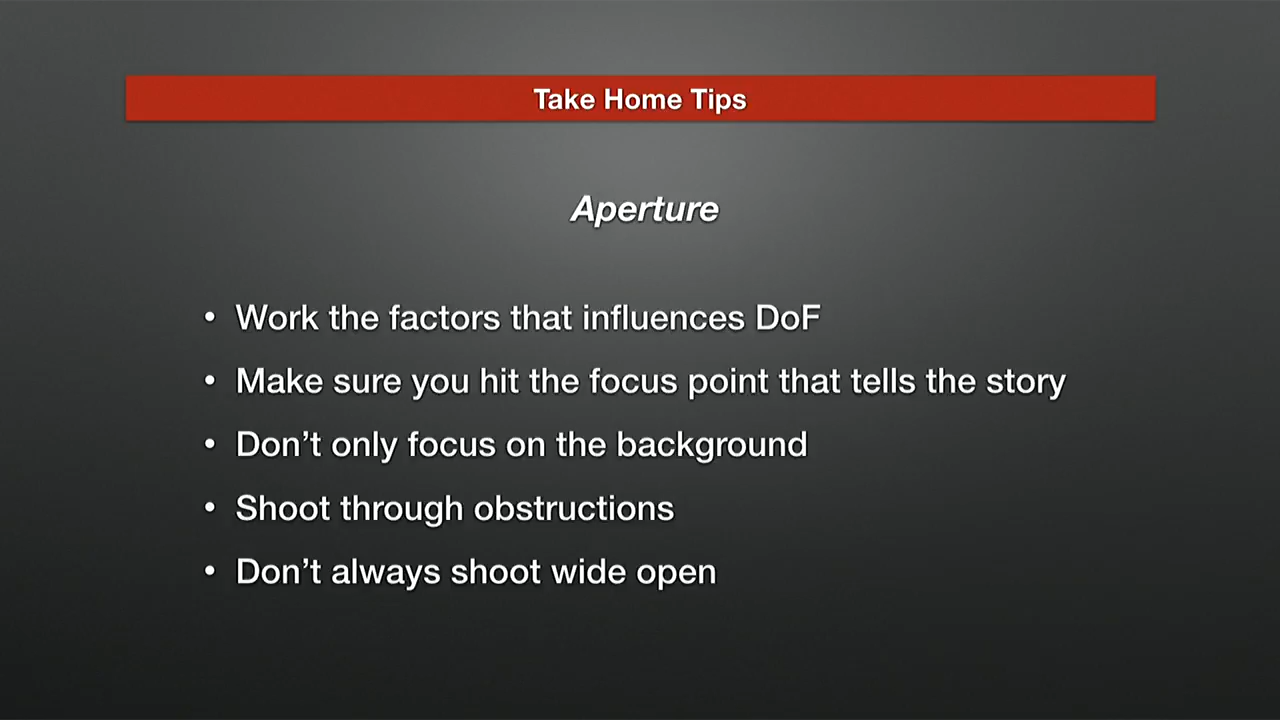 Take Home Tips
Aperture
• Work the factors that influences DoF
• Make sure you hit the focus point that tells the story
• Don’t only focus on the background
• Shoot through obstructions
• Don’t always shoot wide open